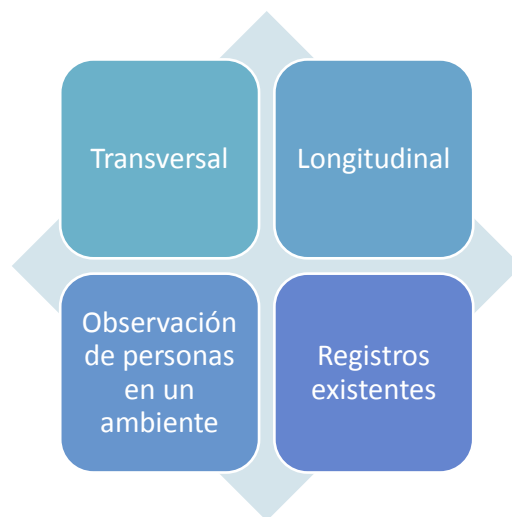 Transversal
Longitudinal
Observación
de personas
en un
ambiente
Registros
existentes